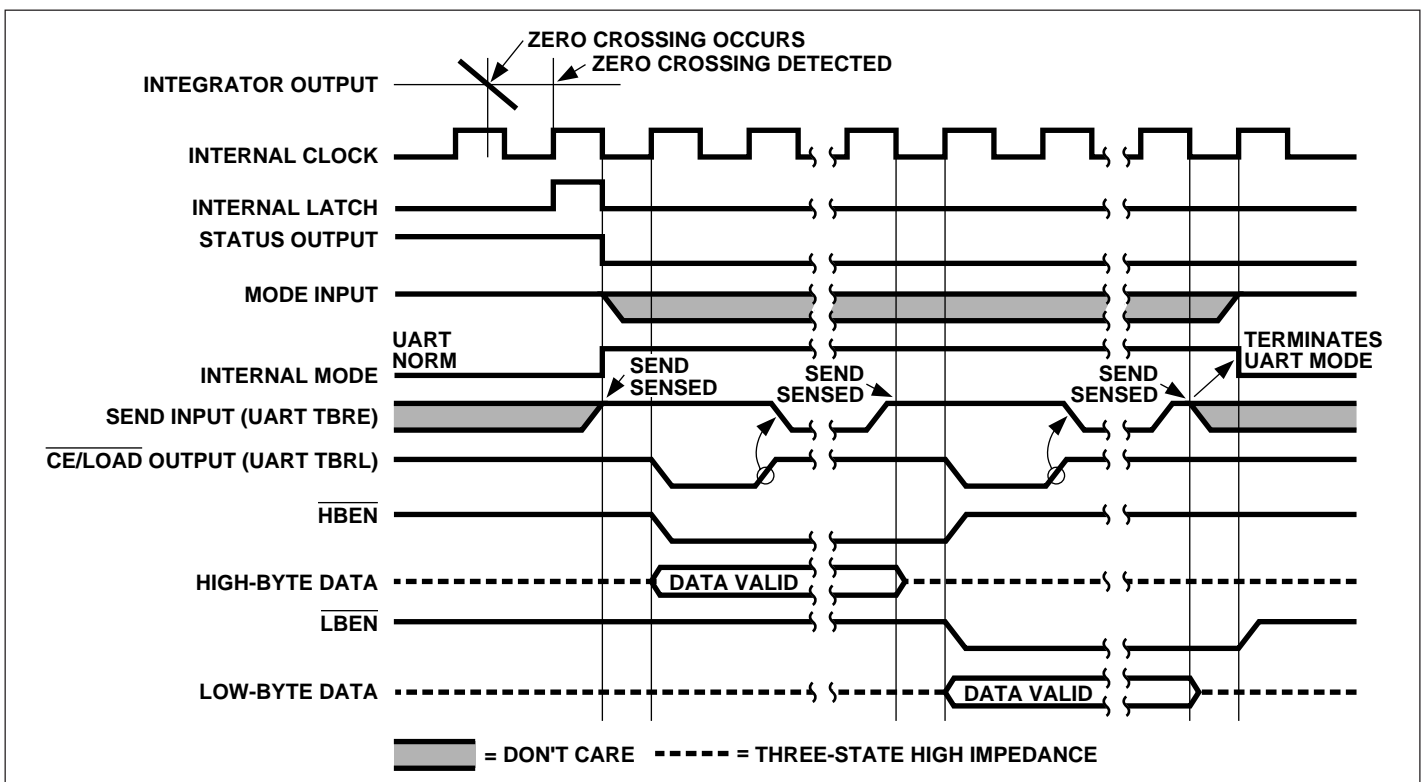 ZERO CROSSING OCCURS
ZERO CROSSING DETECTED
INTEGRATOR OUTPUT
INTERNAL CLOCK
INTERNAL LATCH
STATUS OUTPUT
MODE INPUT
UART
NORM
TERMINATES
UART MODE
INTERNAL MODE
SEND
SENSED
SEND
SENSED
SEND
SENSED
SEND INPUT (UART TBRE)
CE/LOAD OUTPUT (UART TBRL)
HBEN
HIGH-BYTE DATA
DATA VALID
LBEN
LOW-BYTE DATA
DATA VALID
= DON'T CARE
= THREE-STATE HIGH IMPEDANCE